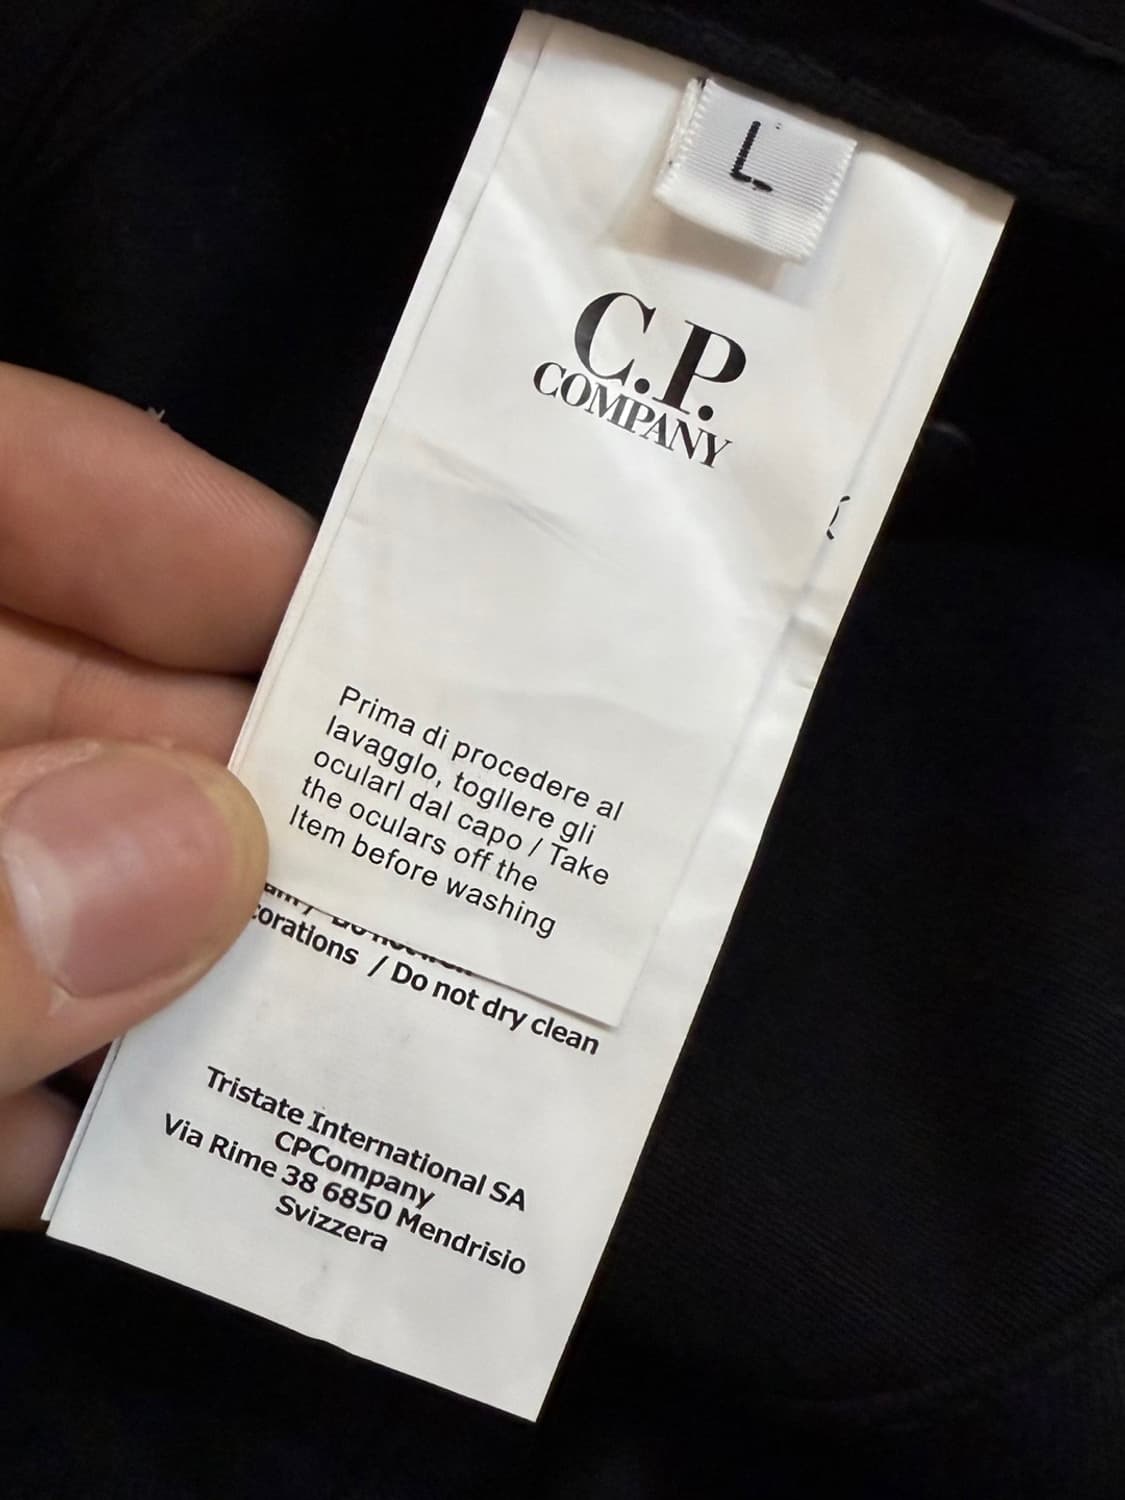 L
C.P.
COMPANY
Prima di procedere al
lavagglo, togllere gli
ocularl dal capo / Take
the oculars off the
Item before washing
corations / Do not dry clean
Tristate International SA
CPCompany
Via Rime 38 6850 Mendrisio
Svizzera